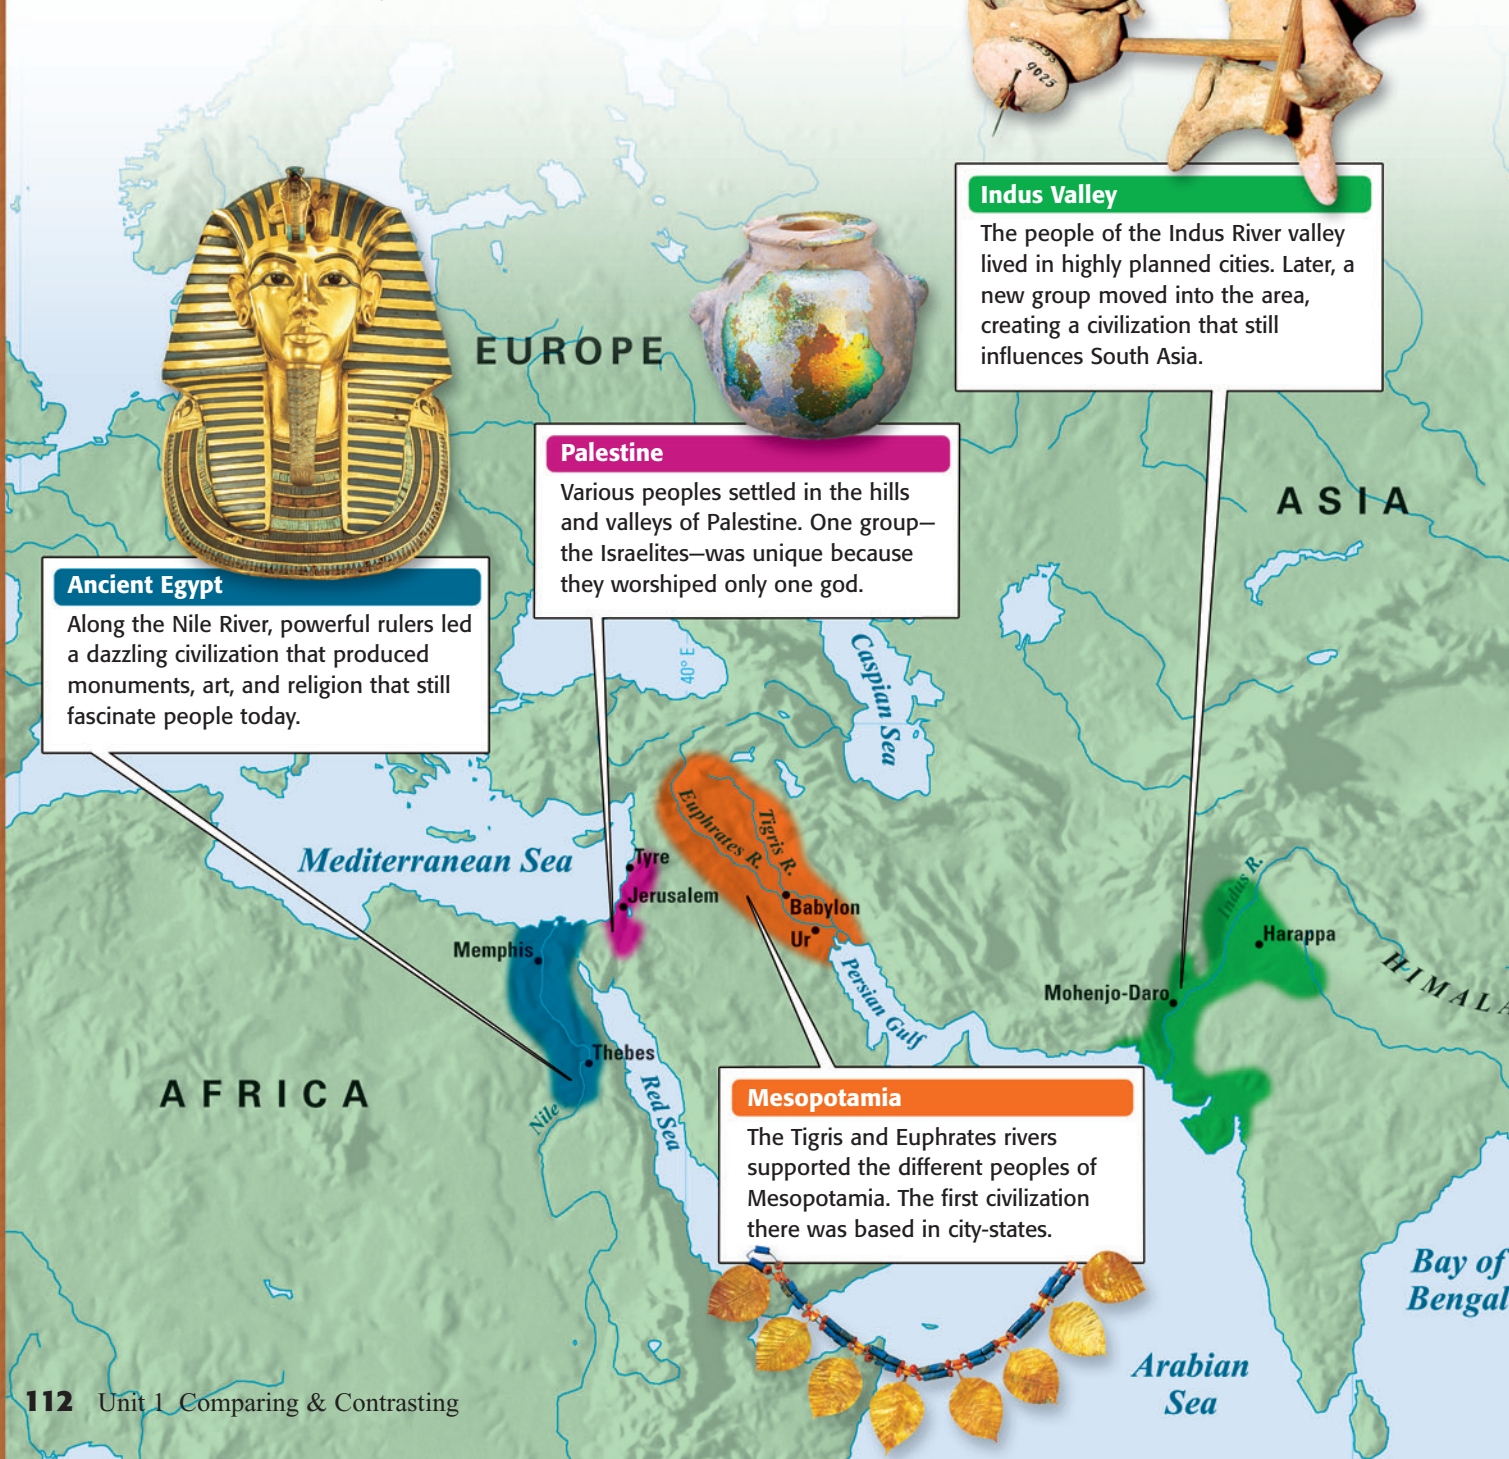 9025
Indus Valley
The people of the Indus River valley
lived in highly planned cities. Later, a
new group moved into the area,
creating a civilization that still
influences South Asia.
EUROPE
Palestine
Various peoples settled in the hills
and valleys of Palestine. One group—
the Israelites—was unique because
they worshiped only one god.
ASIA
Ancient Egypt
Along the Nile River, powerful rulers led
a dazzling civilization that produced
monuments, art, and religion that still
fascinate people today.
40° E
Caspian Sea
Mediterranean Sea
Euphrates R.
Tigris R.
Tyre
Jerusalem
Babylon
Ur
Memphis
Thebes
Nile
Red Sea
Persian Gulf
Indus R.
Harappa
Mohenjo-Daro
HIMALA
AFRICA
Mesopotamia
The Tigris and Euphrates rivers
supported the different peoples of
Mesopotamia. The first civilization
there was based in city-states.
Bay of
Bengal
Arabian
Sea
112 Unit 1 Comparing & Contrasting